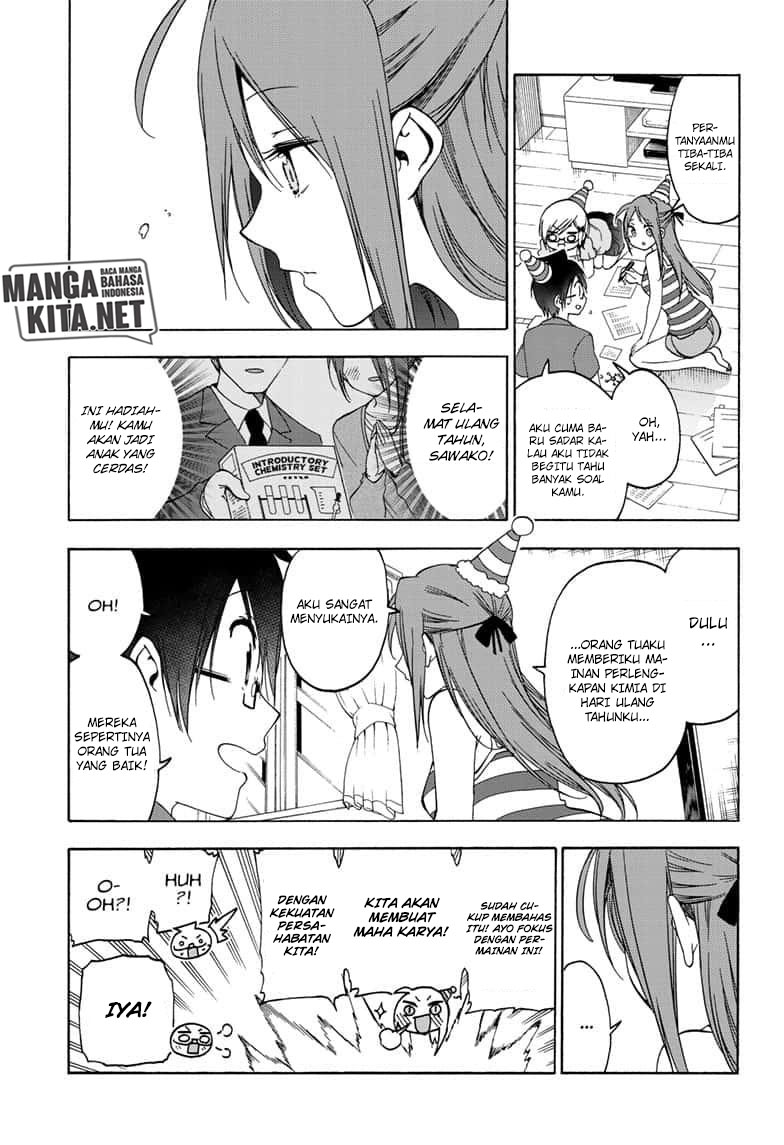 PER-
TANYAANMU
TIBA-TIBA
SEKALI.
OH,
YAH...
AKU CUMA BA-
RU SADAR KA-
LAU AKU TIDAK
BEGITU TAHU
BANYAK SOAL
KAMU.
MANGA
KITA.NET
BACA MANGA
BAHASA
INDONESIA
SELA-
MAT ULANG
TAHUN,
SAWAKO!
INI HADIAH-
MU! KAMU
AKAN JADI
ANAK YANG
CERDAS!
INTRODUCTORY
CHEMISTRY SET
DULU
...
...ORANG TUAKU
MEMBERIKU MA-
INAN PERLENG-
KAPAN KIMIA DI
HARI ULANG
TAHUNKU...
AKU SANGAT
MENYUKAINYA.
OH!
MEREKA
SEPERTINYA
ORANG TUA
YANG BAIK!
...
SUDAH CU-
KUP MEMBAHAS
ITU! AYO FOKUS
DENGAN PER-
MAINAN INI!
KITA AKAN
MEMBUAT
MAHA KARYA!
DENGAN
KEKUATAN
PERSA-
HABATAN
KITA!
HUH
?!
O-
OH?!
IYA!